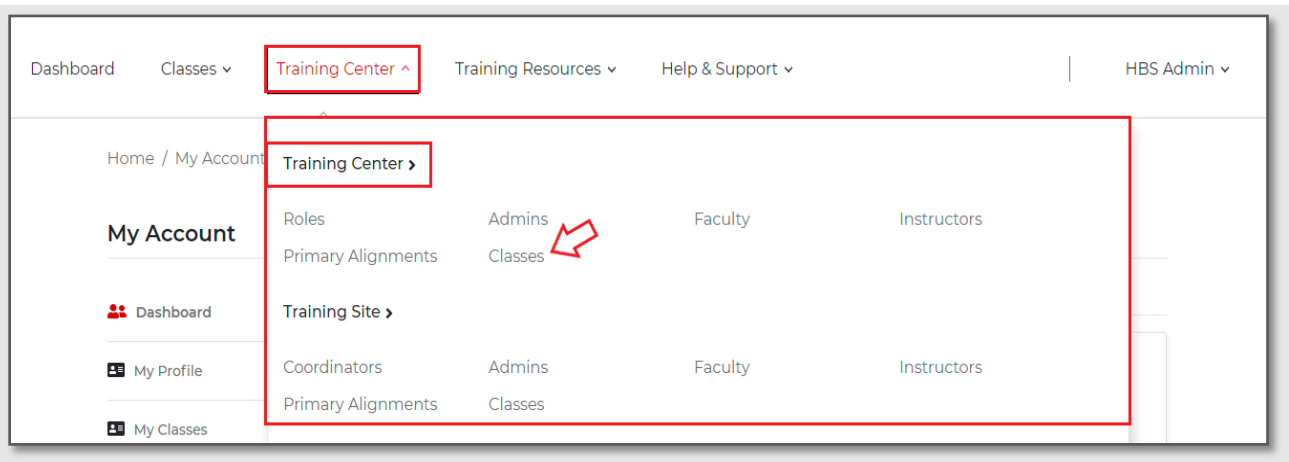 Dashboard Classes Training Center Training Resources Help & Support HBS Admin
Home / My Account
Training Center
Roles Admins Faculty Instructors
My Account
Primary Alignments Classes
Dashboard
Training Site
My Profile
Coordinators Admins Faculty Instructors
Primary Alignments Classes
My Classes